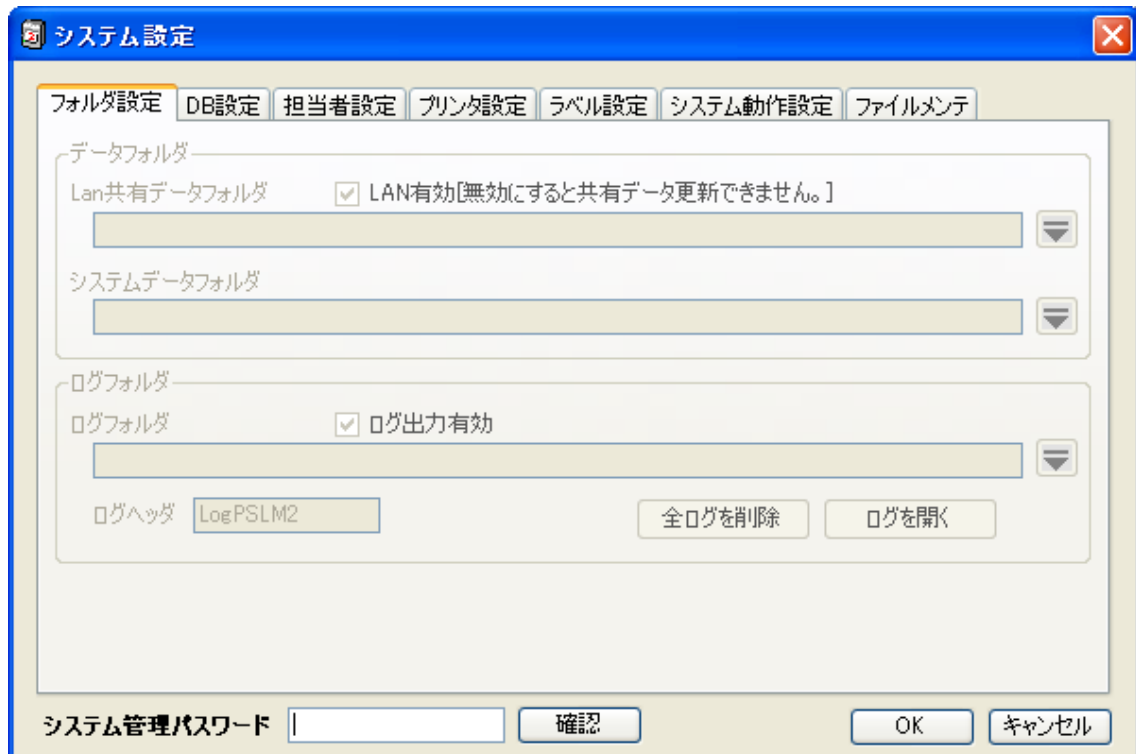 システム設定
フォルダ設定 DB設定 担当者設定 プリンタ設定 ラベル設定 システム動作設定 ファイルメンテ
データフォルダ
Lan共有データフォルダ LAN有効[無効にすると共有データ更新できません。]
システムデータフォルダ
ログフォルダ
ログフォルダ ログ出力有効
ログヘッダ LogPSLM2 全ログを削除 ログを開く
システム管理パスワード 確認 OK キャンセル